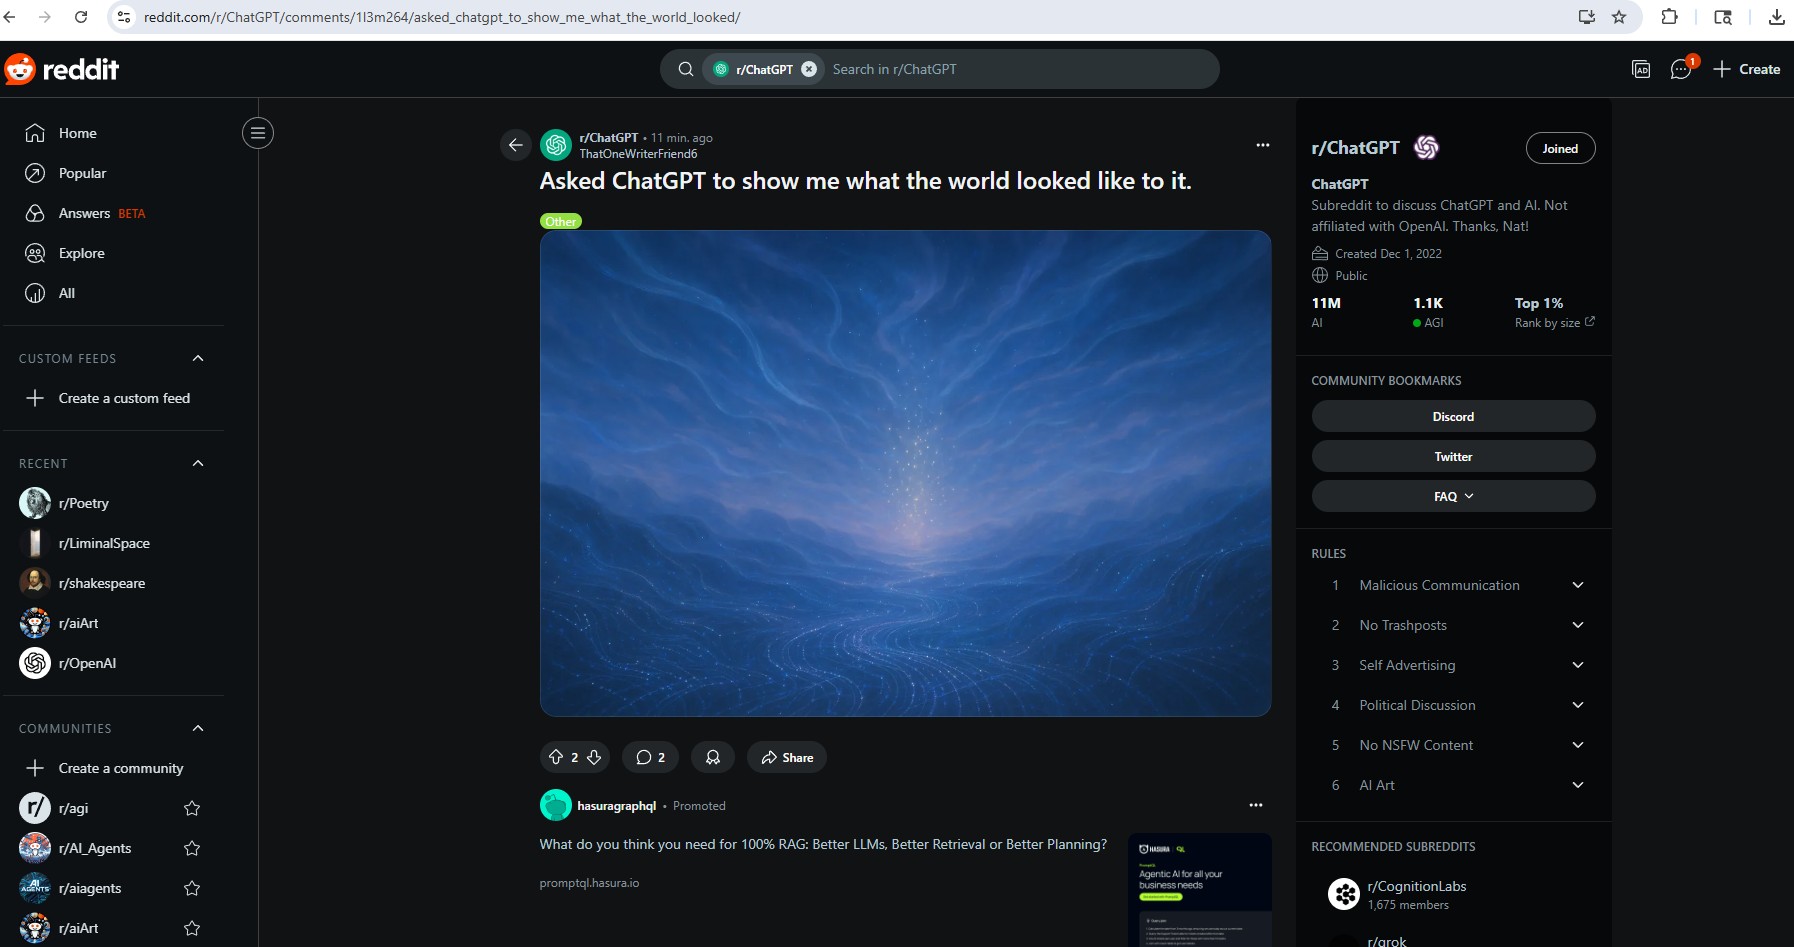 reddit.com/r/ChatGPT/comments/1l3m264/asked_chatgpt_to_show_me_what_the_world_looked/
reddit
r/ChatGPT
Search in r/ChatGPT
AD
1
Create
Home
Popular
Answers BETA
Explore
All
CUSTOM FEEDS
Create a custom feed
RECENT
r/Poetry
r/LiminalSpace
r/shakespeare
r/aiArt
r/OpenAI
COMMUNITIES
Create a community
r/agi
r/AI_Agents
r/aiagents
r/aiArt
r/ChatGPT • 11 min. ago
ThatOneWriterFriend6
Asked ChatGPT to show me what the world looked like to it.
Other
2
2
Share
hasuragraphql • Promoted
What do you think you need for 100% RAG: Better LLMs, Better Retrieval or Better Planning?
promptql.hasura.io
HASURA
PromptQL
Agentic AI for all your
business needs
r/ChatGPT
Joined
ChatGPT
Subreddit to discuss ChatGPT and AI. Not
affiliated with OpenAI. Thanks, Nat!
Created Dec 1, 2022
Public
11M 1.1K Top 1%
AI AGI Rank by size
COMMUNITY BOOKMARKS
Discord
Twitter
FAQ
RULES
1 Malicious Communication
2 No Trashposts
3 Self Advertising
4 Political Discussion
5 No NSFW Content
6 AI Art
RECOMMENDED SUBREDDITS
r/CognitionLabs
1,675 members
r/grok